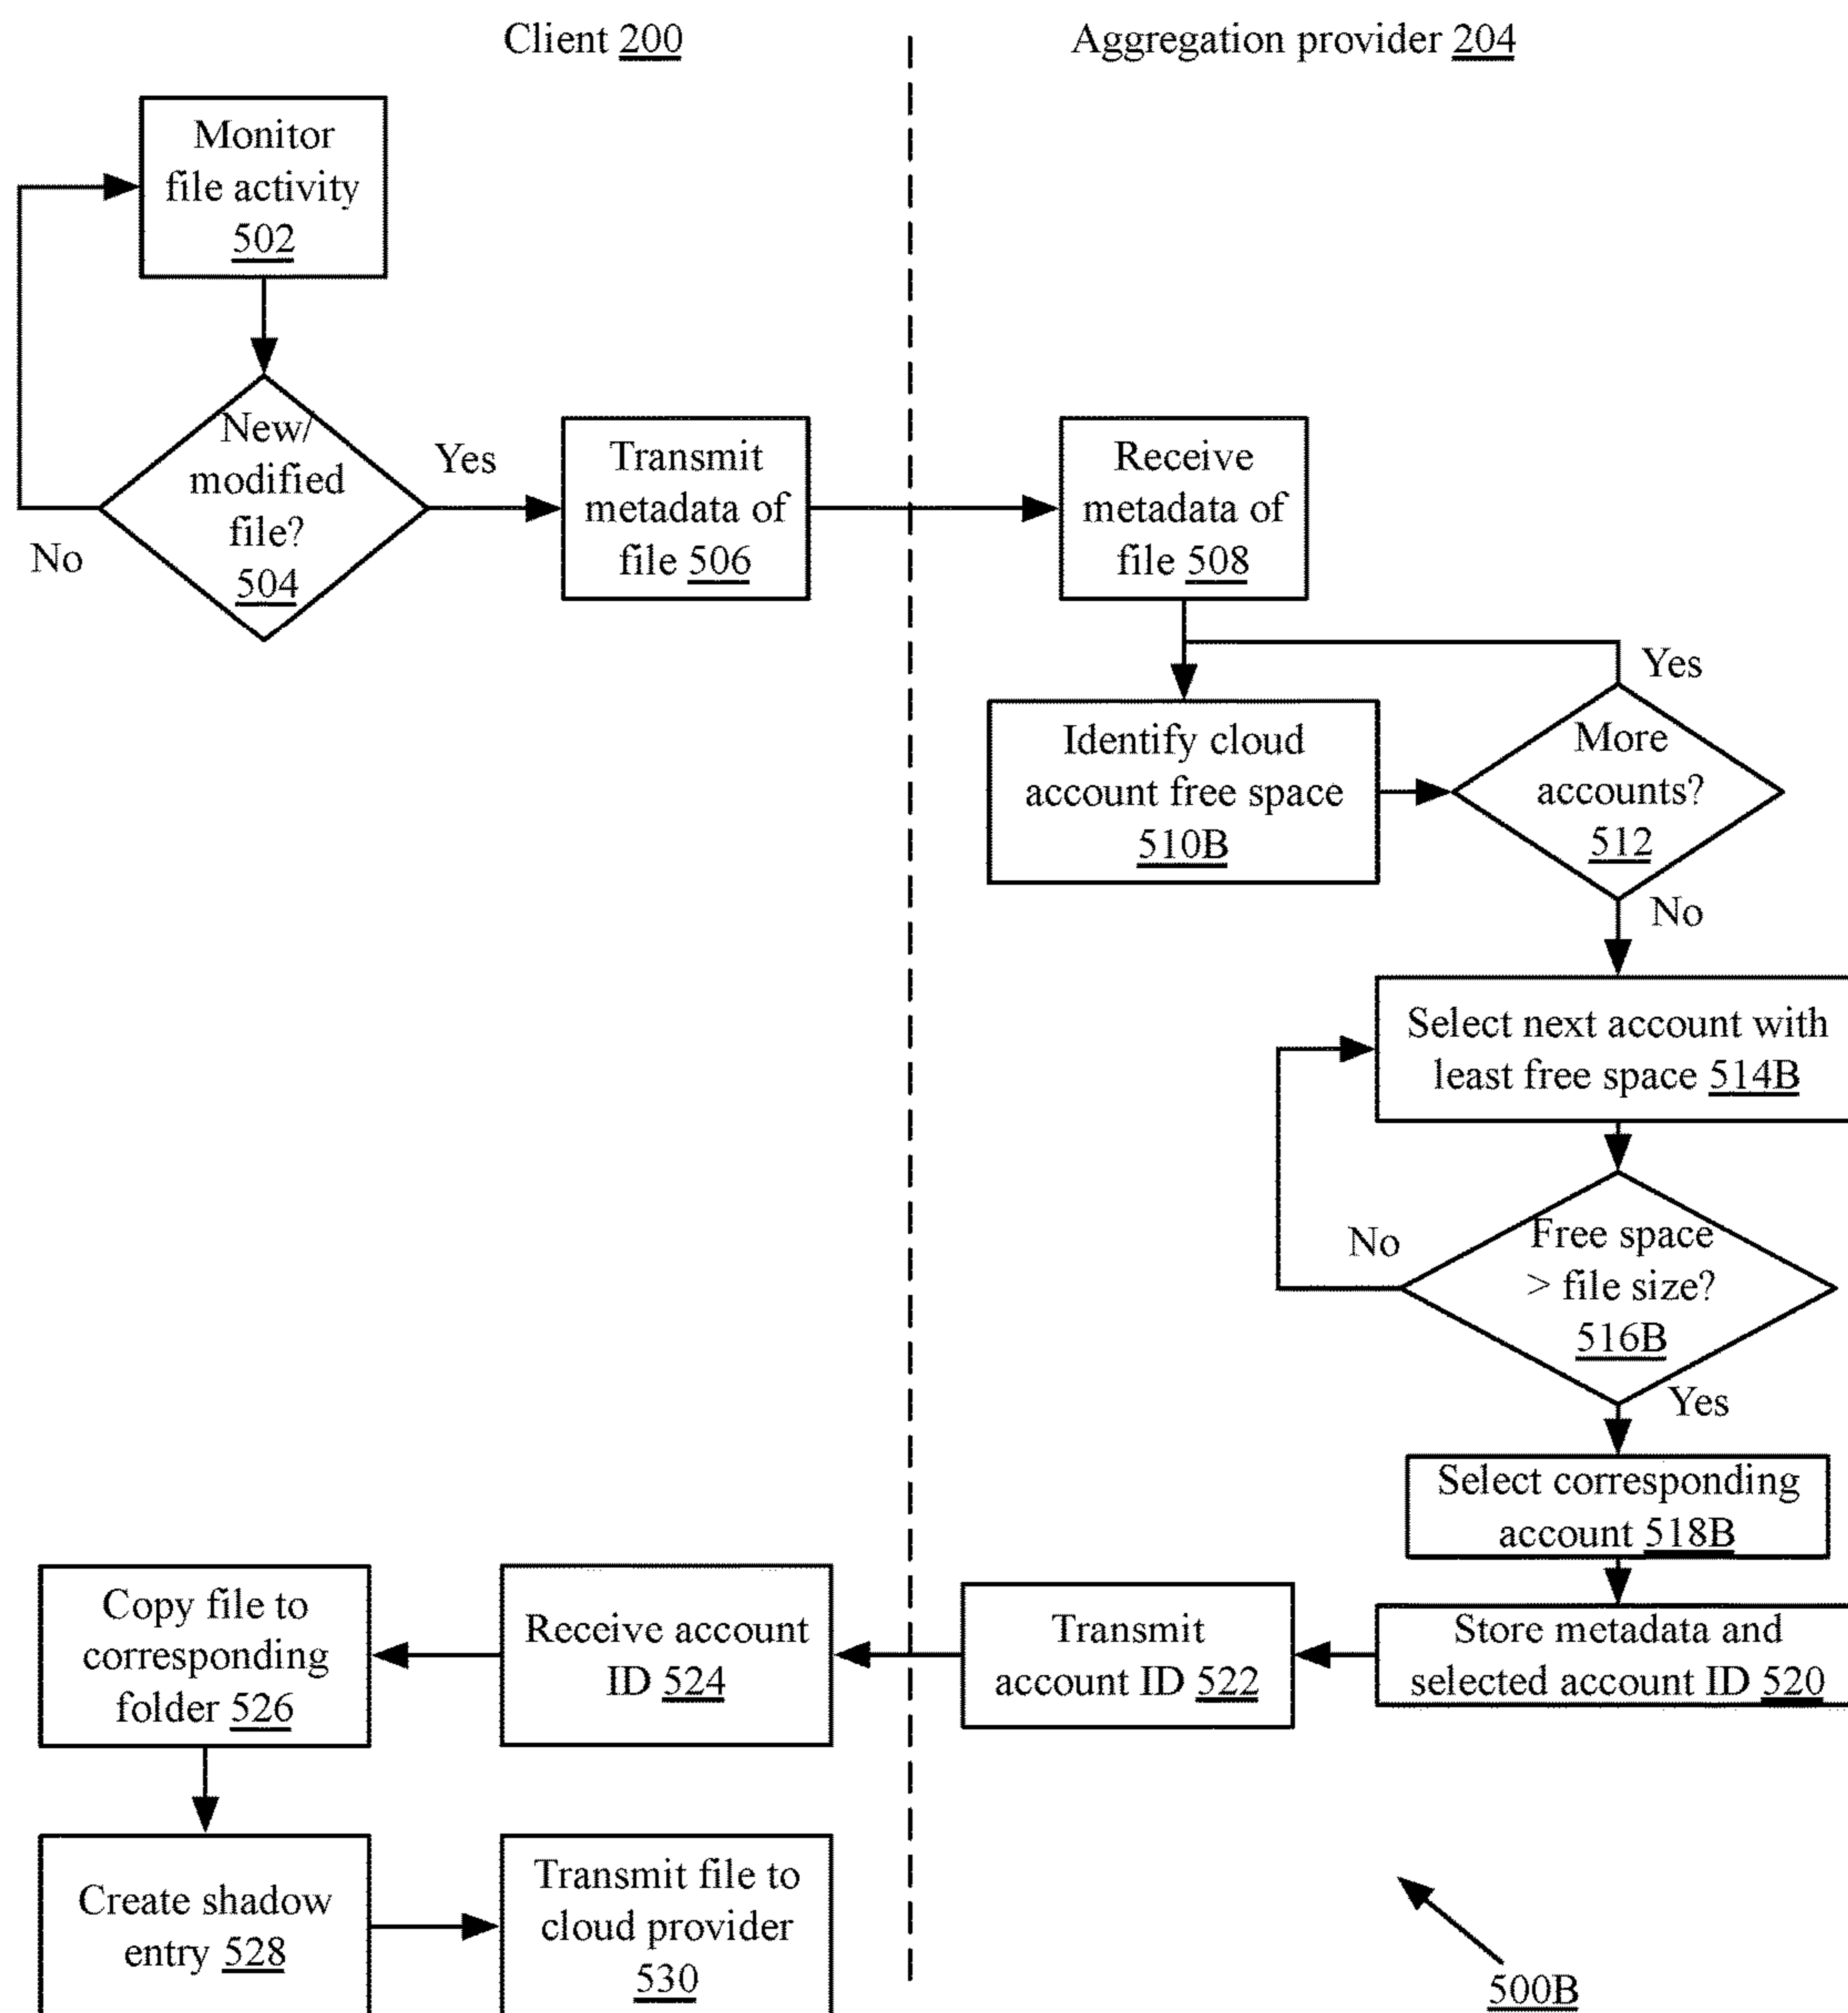 Client 200
Aggregation provider 204
Monitor
file activity
502
New/
modified
file?
504
Yes
No
Transmit
metadata of
file 506
Receive
metadata of
file 508
Identify cloud
account free space
510B
More
accounts?
512
Yes
No
Select next account with
least free space 514B
Free space
> file size?
516B
No
Yes
Select corresponding
account 518B
Store metadata and
selected account ID 520
Transmit
account ID 522
Receive account
ID 524
Copy file to
corresponding
folder 526
Create shadow
entry 528
Transmit file to
cloud provider
530
500B